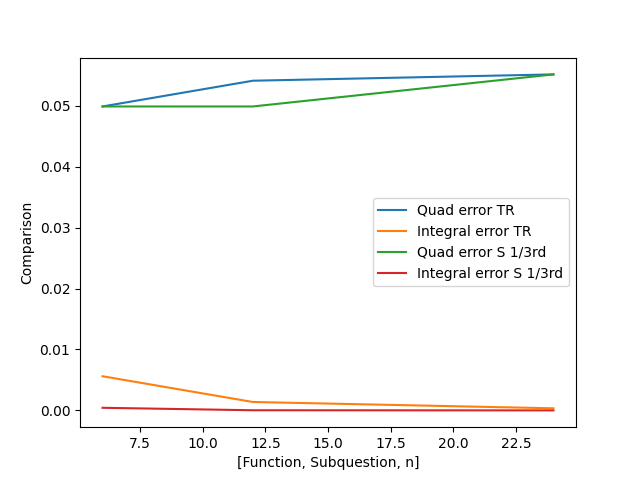 0.05
0.04
0.03
0.02
0.01
0.00
Comparison
Quad error TR
Integral error TR
Quad error S 1/3rd
Integral error S 1/3rd
7.5 10.0 12.5 15.0 17.5 20.0 22.5
[Function, Subquestion, n]